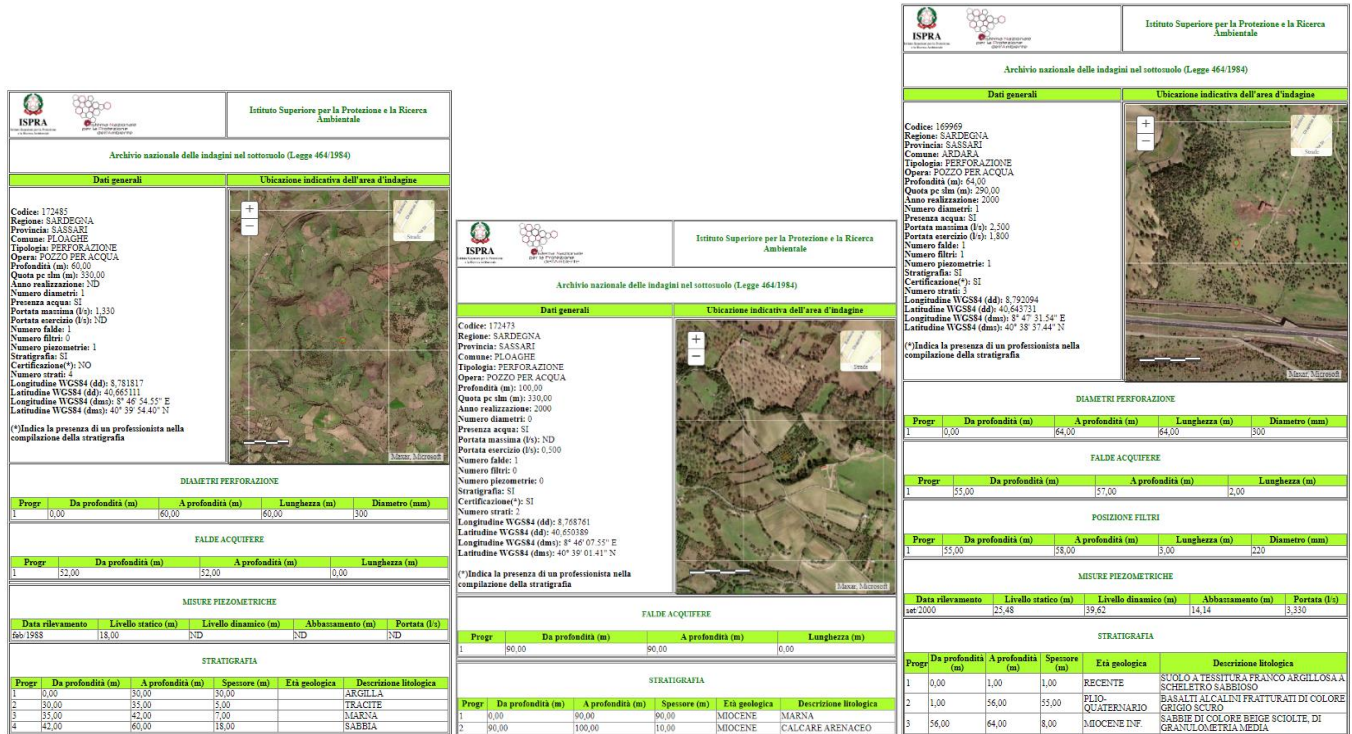 ISPRA
Istituto Superiore per la Protezione e la Ricerca
Ambientale
Archivio nazionale delle indagini nel sottosuolo (Legge 464/1984)
Dati generali
Ubicazione indicativa dell'area d'indagine
Codice: 172485
Regione: SARDEGNA
Provincia: SASSARI
Comune: PLOAGHE
Tipologia: PERFORAZIONE
Opera: POZZO PER ACQUA
Profondità (m): 60,00
Quota pc slm (m): 330,00
Anno realizzazione: ND
Numero diametri: 1
Presenza acqua: SI
Portata massima (l/s): 1,330
Portata esercizio (l/s): ND
Numero falde: 1
Numero filtri: 0
Numero piezometrie: 1
Stratigrafia: SI
Certificazione(*): NO
Numero strati: 4
Longitudine WGS84 (dd): 8,781817
Latitudine WGS84 (dd): 40,665111
Longitudine WGS84 (dms): 8° 46' 54.55" E
Latitudine WGS84 (dms): 40° 39' 54.40" N
(*)Indica la presenza di un professionista nella
compilazione della stratigrafia
+
−
Strade
Maxar, Microsoft
DIAMETRI PERFORAZIONE
Progr Da profondità (m) A profondità (m) Lunghezza (m) Diametro (mm)
1 0,00 60,00 60,00 300
FALDE ACQUIFERE
Progr Da profondità (m) A profondità (m) Lunghezza (m)
1 52,00 52,00 0,00
MISURE PIEZOMETRICHE
Data rilevamento Livello statico (m) Livello dinamico (m) Abbassamento (m) Portata (l/s)
feb/1988 18,00 ND ND ND
STRATIGRAFIA
Progr Da profondità (m) A profondità (m) Spessore (m) Età geologica Descrizione litologica
1 0,00 30,00 30,00 ARGILLA
2 30,00 35,00 5,00 TRACITE
3 35,00 42,00 7,00 MARNA
4 42,00 60,00 18,00 SABBIA
ISPRA
Istituto Superiore per la Protezione e la Ricerca
Ambientale
Archivio nazionale delle indagini nel sottosuolo (Legge 464/1984)
Dati generali
Ubicazione indicativa dell'area d'indagine
Codice: 172473
Regione: SARDEGNA
Provincia: SASSARI
Comune: PLOAGHE
Tipologia: PERFORAZIONE
Opera: POZZO PER ACQUA
Profondità (m): 100,00
Quota pc slm (m): 330,00
Anno realizzazione: 2000
Numero diametri: 0
Presenza acqua: SI
Portata massima (l/s): ND
Portata esercizio (l/s): 0,500
Numero falde: 1
Numero filtri: 0
Numero piezometrie: 0
Stratigrafia: SI
Certificazione(*): SI
Numero strati: 2
Longitudine WGS84 (dd): 8,768761
Latitudine WGS84 (dd): 40,650389
Longitudine WGS84 (dms): 8° 46' 07.55" E
Latitudine WGS84 (dms): 40° 39' 01.41" N
(*)Indica la presenza di un professionista nella
compilazione della stratigrafia
+
−
Strade
Maxar, Microsoft
FALDE ACQUIFERE
Progr Da profondità (m) A profondità (m) Lunghezza (m)
1 90,00 90,00 0,00
STRATIGRAFIA
Progr Da profondità (m) A profondità (m) Spessore (m) Età geologica Descrizione litologica
1 0,00 90,00 90,00 MIOCENE MARNA
2 90,00 100,00 10,00 MIOCENE CALCARE ARENACEO
ISPRA
Istituto Superiore per la Protezione e la Ricerca
Ambientale
Archivio nazionale delle indagini nel sottosuolo (Legge 464/1984)
Dati generali
Ubicazione indicativa dell'area d'indagine
Codice: 169969
Regione: SARDEGNA
Provincia: SASSARI
Comune: ARDARA
Tipologia: PERFORAZIONE
Opera: POZZO PER ACQUA
Profondità (m): 64,00
Quota pc slm (m): 290,00
Anno realizzazione: 2000
Numero diametri: 1
Presenza acqua: SI
Portata massima (l/s): 2,500
Portata esercizio (l/s): 1,800
Numero falde: 1
Numero filtri: 1
Numero piezometrie: 1
Stratigrafia: SI
Certificazione(*): SI
Numero strati: 3
Longitudine WGS84 (dd): 8,792094
Latitudine WGS84 (dd): 40,643731
Longitudine WGS84 (dms): 8° 47' 31.54" E
Latitudine WGS84 (dms): 40° 38' 37.44" N
(*)Indica la presenza di un professionista nella
compilazione della stratigrafia
+
−
Strade
Maxar, Microsoft
DIAMETRI PERFORAZIONE
Progr Da profondità (m) A profondità (m) Lunghezza (m) Diametro (mm)
1 0,00 64,00 64,00 300
FALDE ACQUIFERE
Progr Da profondità (m) A profondità (m) Lunghezza (m)
1 55,00 57,00 2,00
POSIZIONE FILTRI
Progr Da profondità (m) A profondità (m) Lunghezza (m) Diametro (mm)
1 55,00 58,00 3,00 220
MISURE PIEZOMETRICHE
Data rilevamento Livello statico (m) Livello dinamico (m) Abbassamento (m) Portata (l/s)
set/2000 25,48 39,62 14,14 3,330
STRATIGRAFIA
Progr Da profondità (m) A profondità (m) Spessore (m) Età geologica Descrizione litologica
1 0,00 1,00 1,00 RECENTE SUOLO A TESSITURA FRANCO ARGILLOSA A SCHELETRO SABBIOSO
2 1,00 56,00 55,00 PLIO-QUATERNARIO BASALTI ALCALINI FRATTURATI DI COLORE GRIGIO SCURO
3 56,00 64,00 8,00 MIOCENE INF. SABBIE DI COLORE BEIGE SCIOLTE, DI GRANULOMETRIA MEDIA